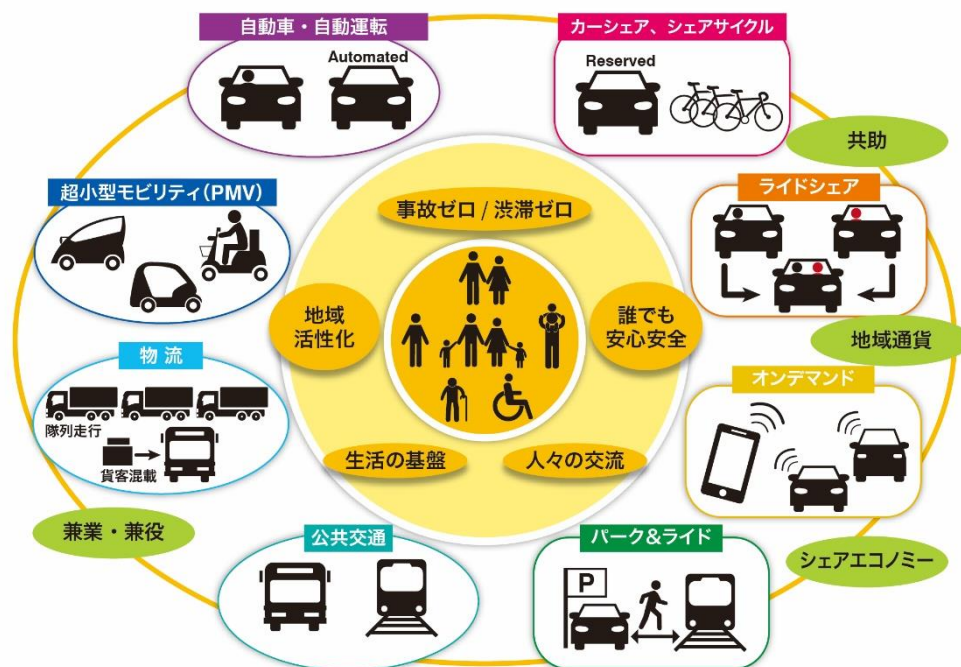 自動車・自動運転
Automated
カーシェア、シェアサイクル
Reserved
共助
超小型モビリティ(PMV)
事故ゼロ / 渋滞ゼロ
ライドシェア
地域
活性化
誰でも
安心安全
地域通貨
物流
隊列走行
貨客混載
オンデマンド
生活の基盤
人々の交流
兼業・兼役
公共交通
パーク&ライド
P
シェアエコノミー